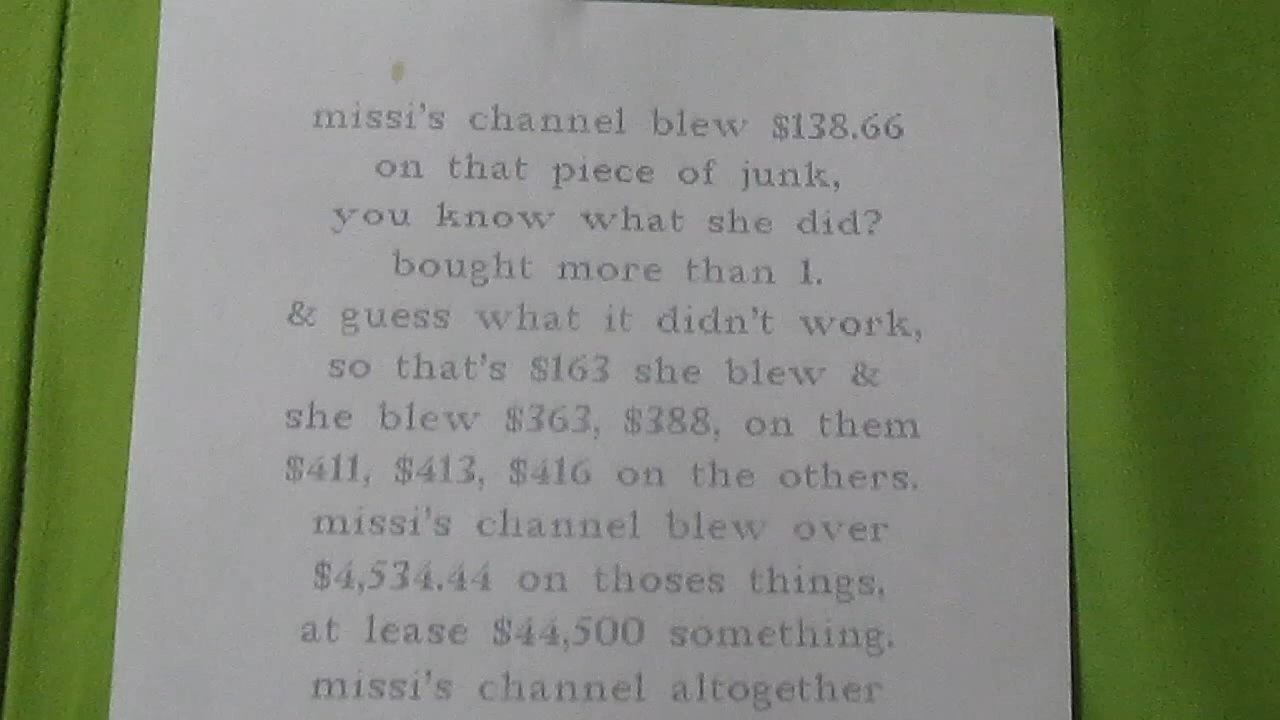 missi's channel blew $138.66
on that piece of junk,
you know what she did?
bought more than 1.
& guess what it didn't work,
so that's $163 she blew &
she blew $363, $388, on them
$411, $413, $416 on the others.
missi's channel blew over
$4,534.44 on thoses things,
at lease $44,500 something.
missi's channel altogether